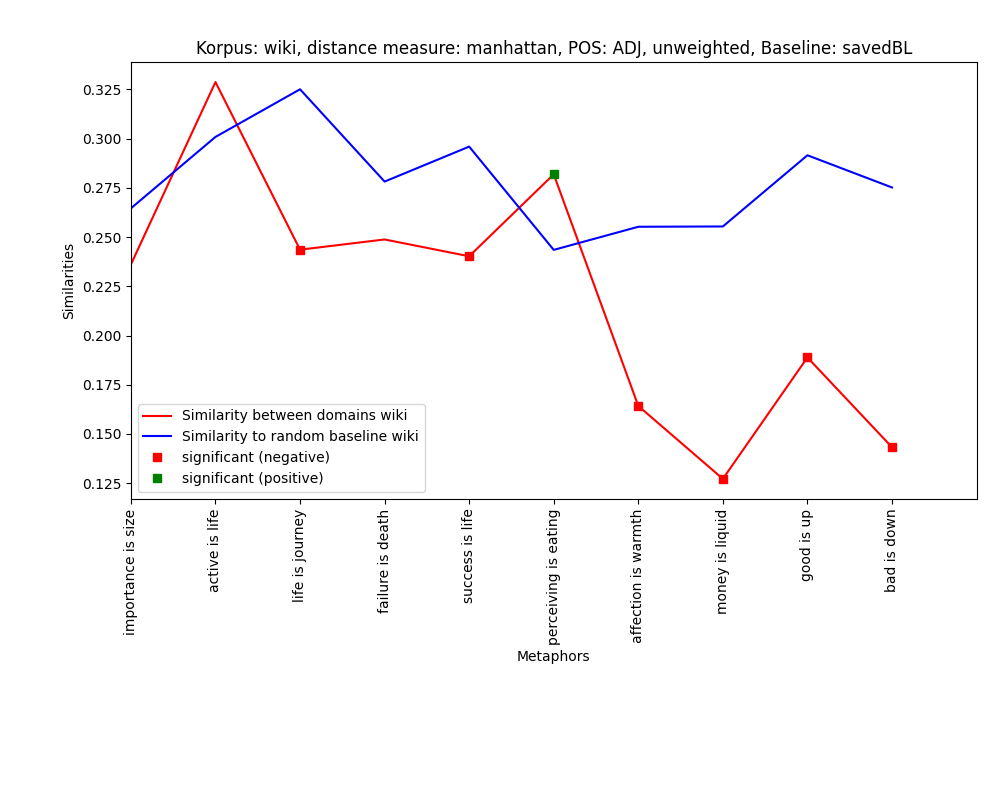 Korpus: wiki, distance measure: manhattan, POS: ADJ, unweighted, Baseline: savedBL
Similarities
0.325
0.300
0.275
0.250
0.225
0.200
0.175
0.150
0.125
Similarity between domains wiki
Similarity to random baseline wiki
significant (negative)
significant (positive)
importance is size
active is life
life is journey
failure is death
success is life
perceiving is eating
affection is warmth
money is liquid
good is up
bad is down
Metaphors